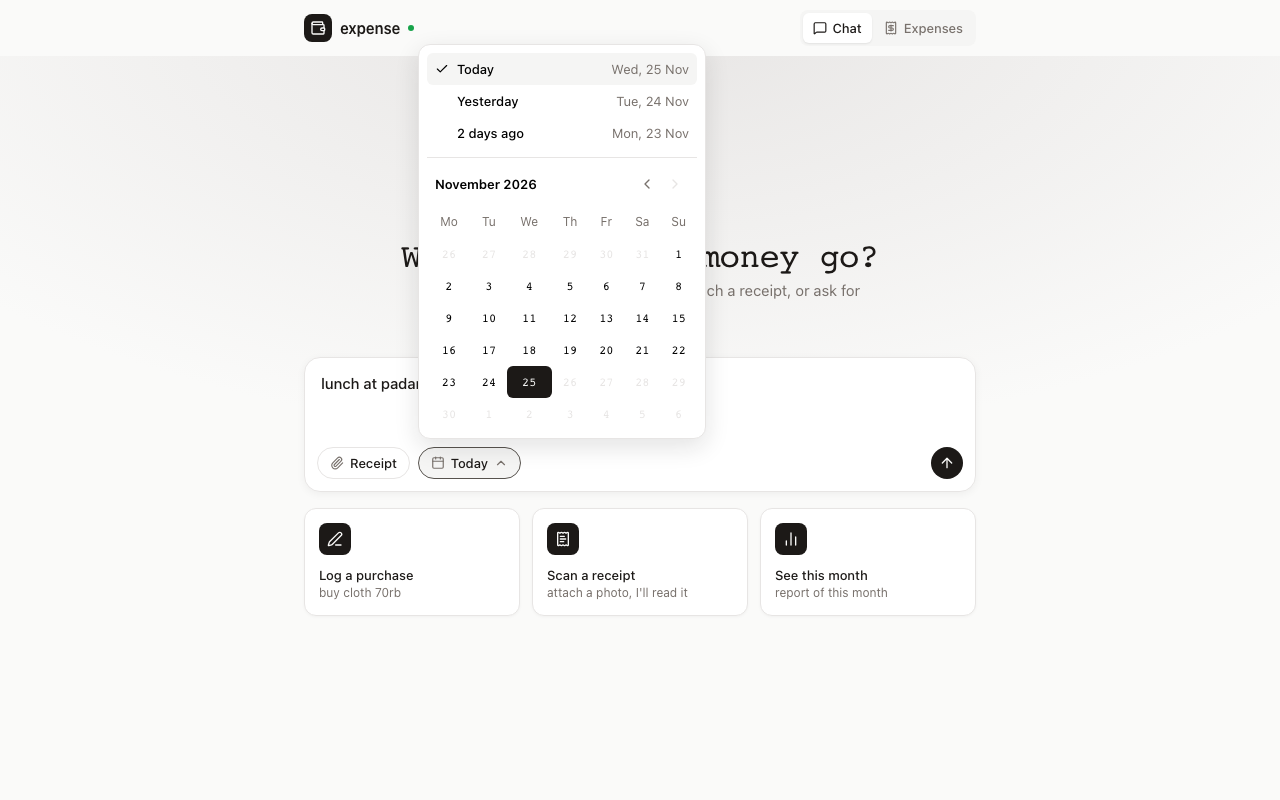 expense
Chat
Expenses
Today Wed, 25 Nov
Yesterday Tue, 24 Nov
2 days ago Mon, 23 Nov
November 2026
Mo Tu We Th Fr Sa Su
26 27 28 29 30 31 1
2 3 4 5 6 7 8
9 10 11 12 13 14 15
16 17 18 19 20 21 22
23 24 25 26 27 28 29
30 1 2 3 4 5 6
money go?
a receipt, or ask for
lunch at
Receipt
Today
Log a purchase
buy cloth 70rb
Scan a receipt
attach a photo, I'll read it
See this month
report of this month